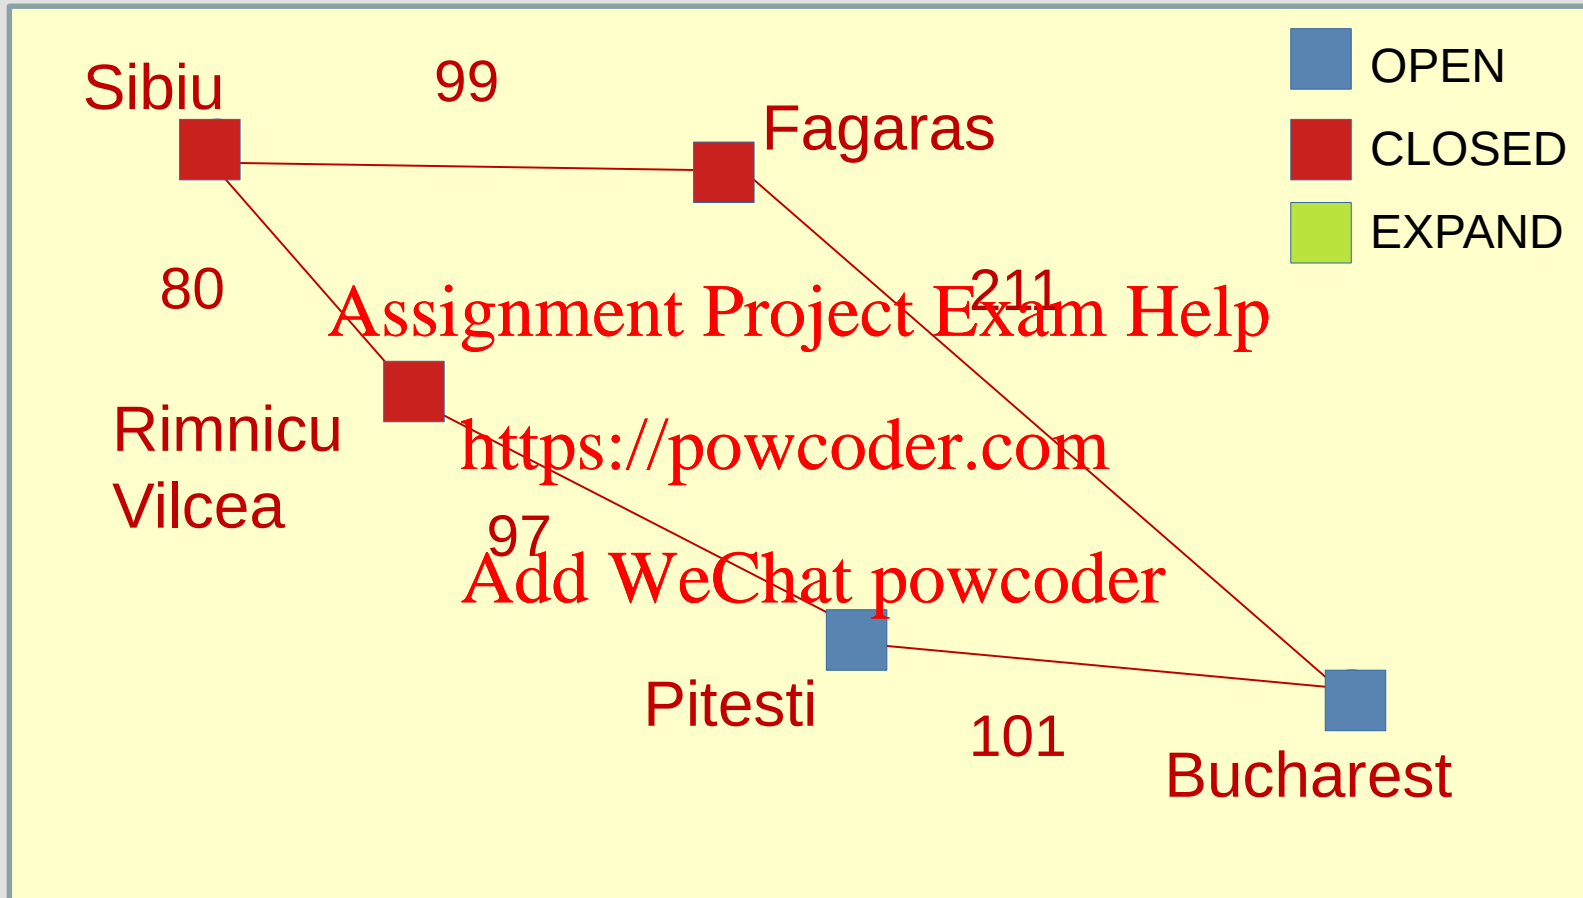 Sibiu
99
Fagaras
OPEN
CLOSED
EXPAND
80
211
Assignment Project Exam Help
Rimnicu
Vilcea
https://powcoder.com
97
Add WeChat powcoder
Pitesti
101
Bucharest